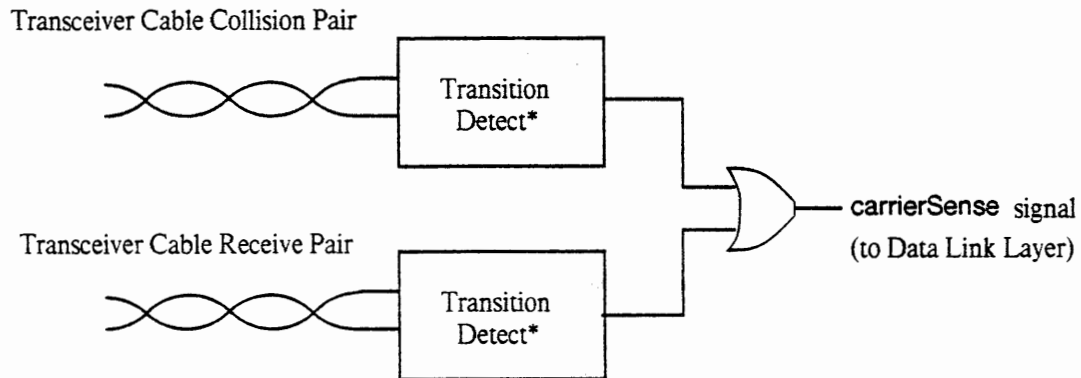 Transceiver Cable Collision Pair
Transition
Detect*
carrierSense signal
(to Data Link Layer)
Transceiver Cable Receive Pair
Transition
Detect*